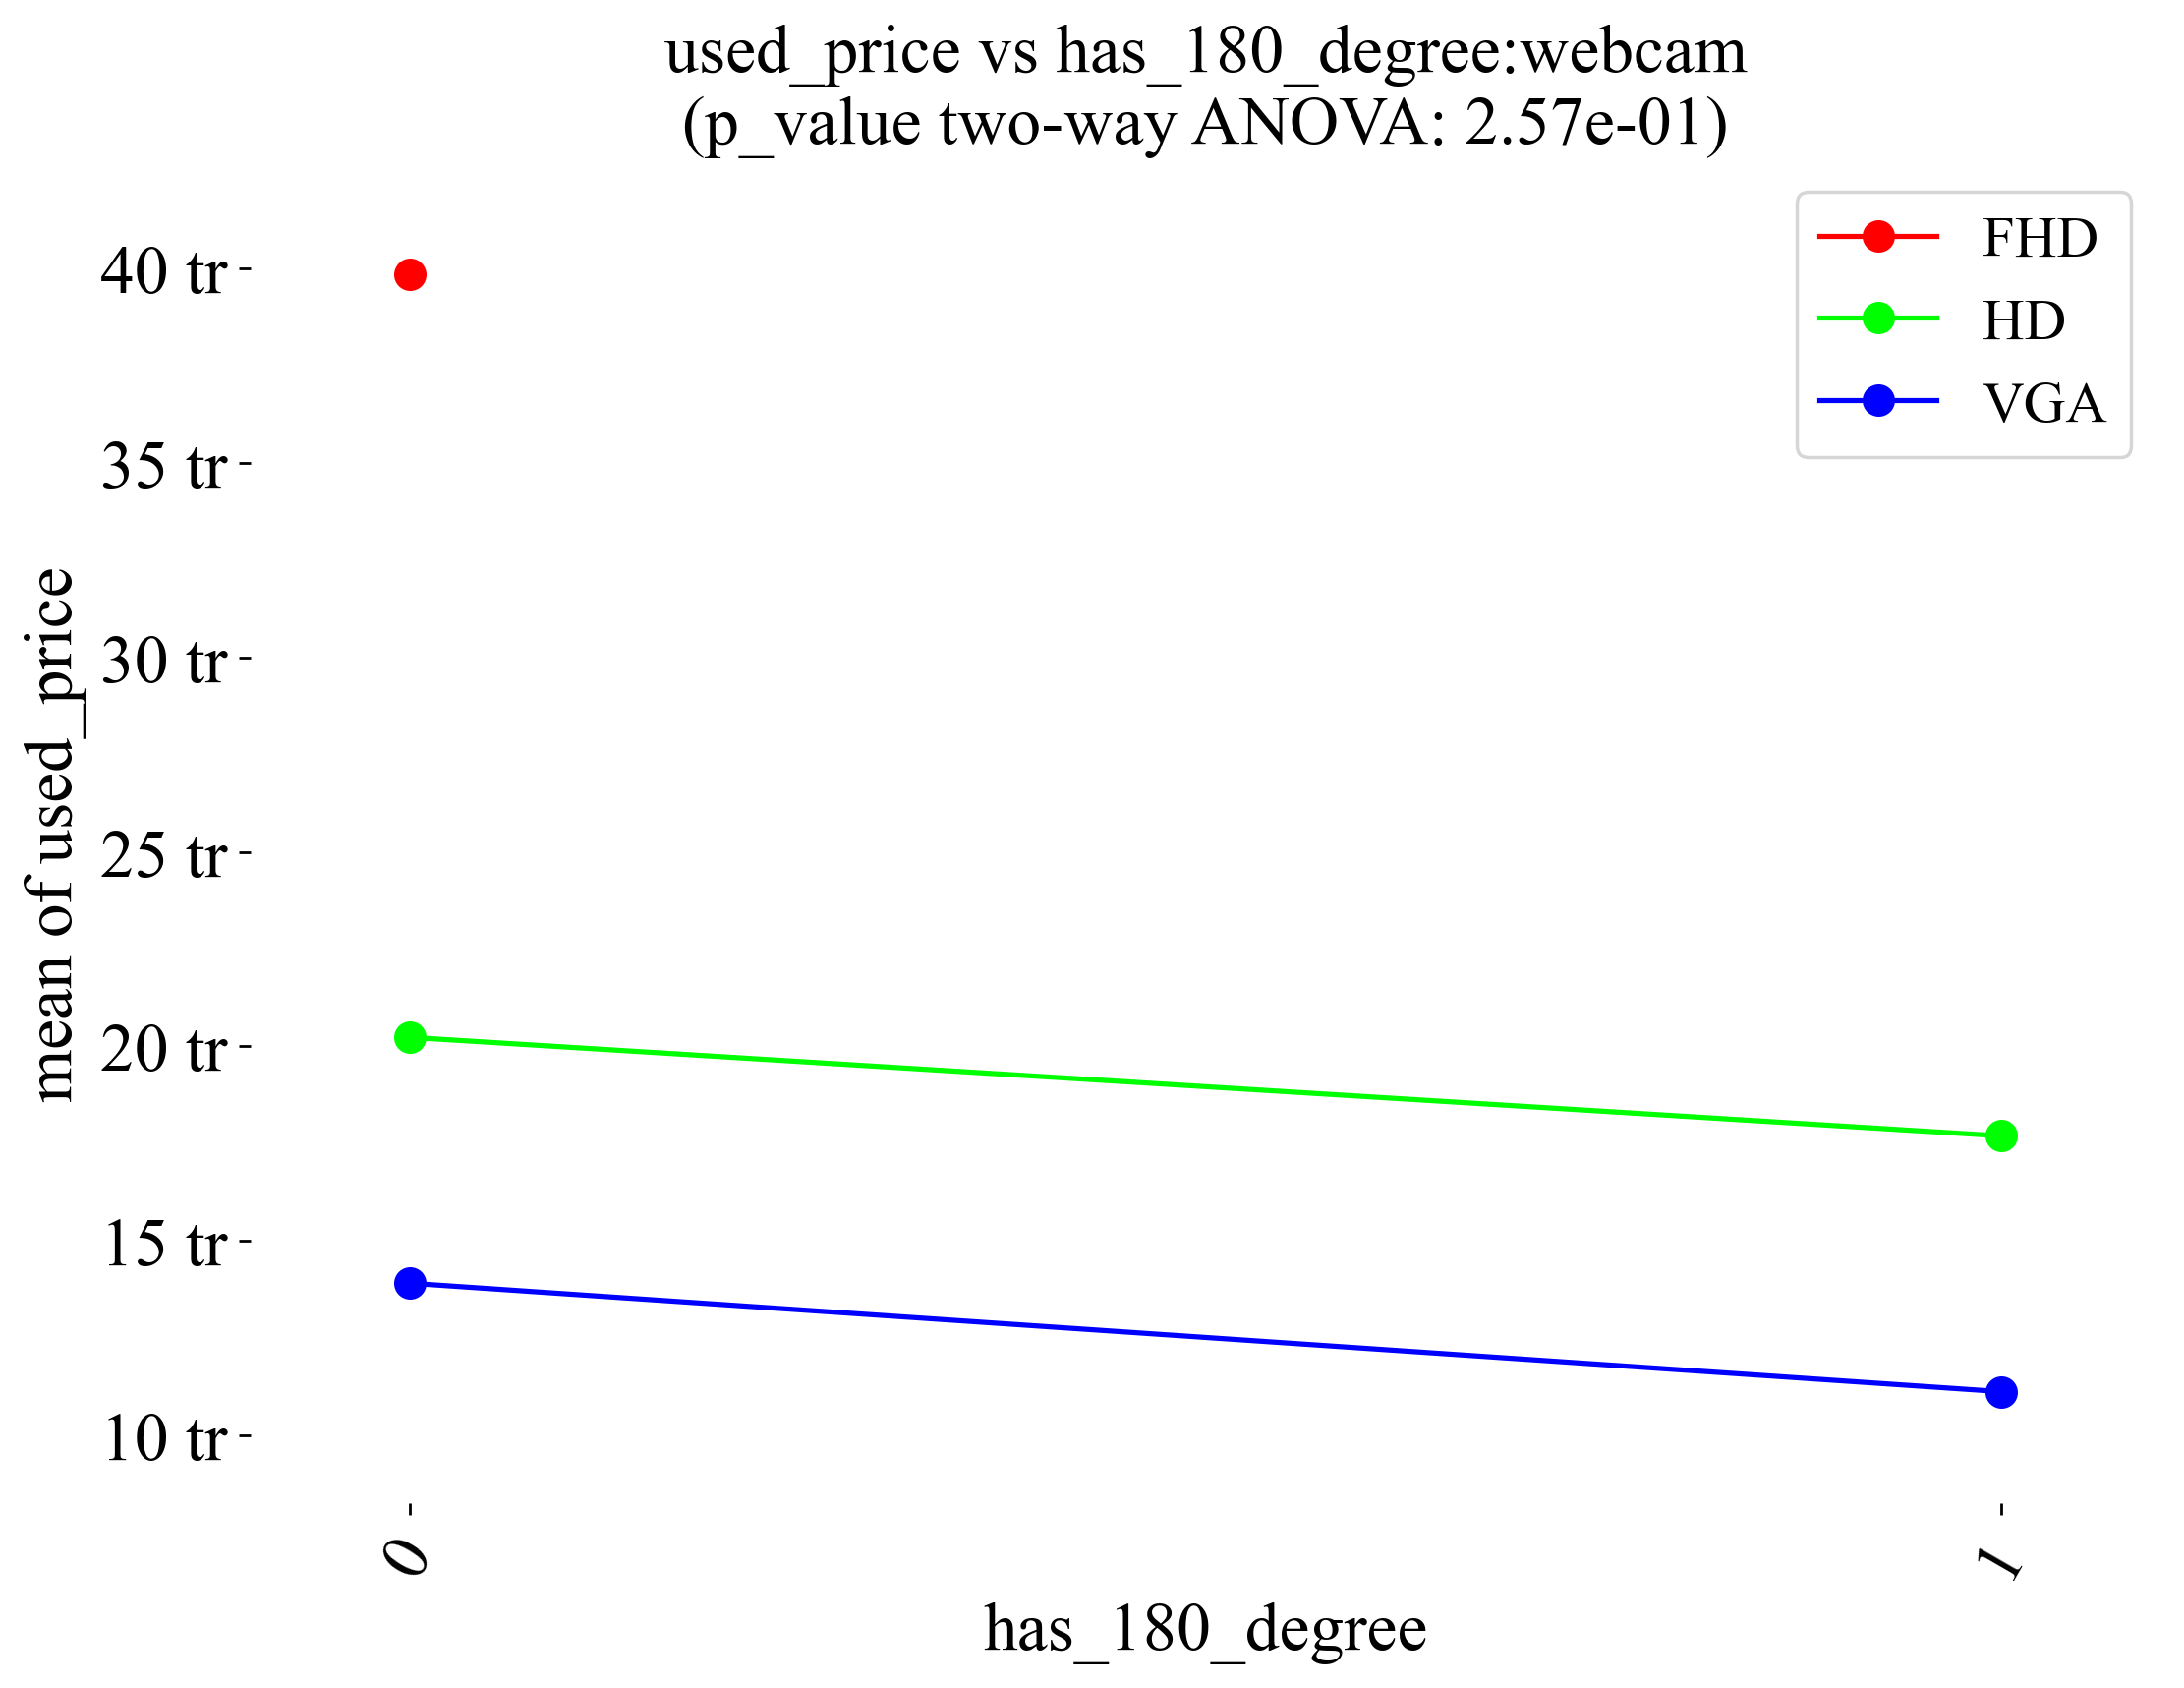 used_price vs has_180_degree:webcam
(p_value two-way ANOVA: 2.57e-01)
FHD
HD
VGA
mean of used_price
40 tr
35 tr
30 tr
25 tr
20 tr
15 tr
10 tr
0
1
has_180_degree